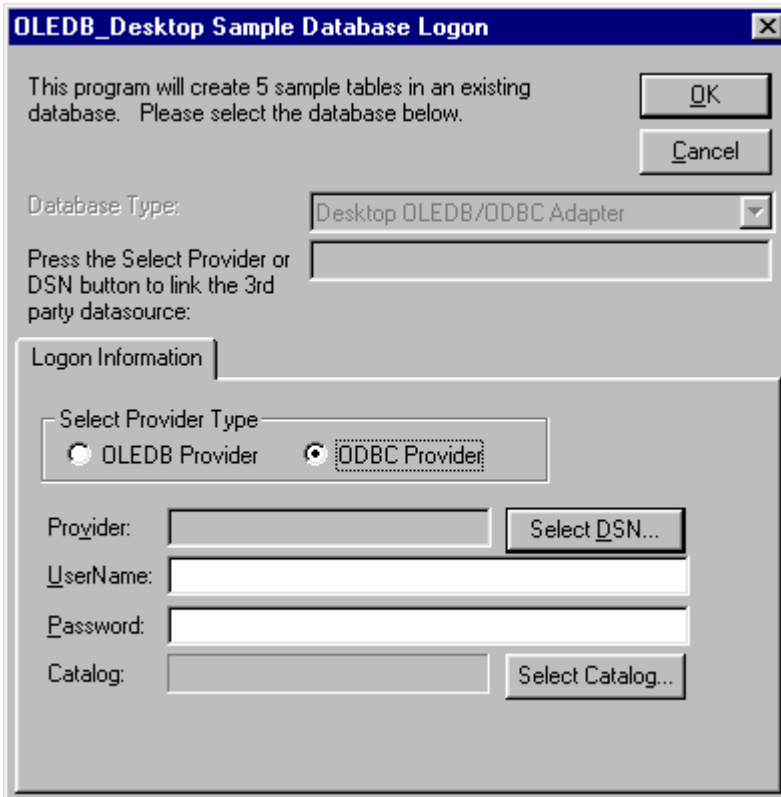 OLEDB_Desktop Sample Database Logon
This program will create 5 sample tables in an existing
database.   Please select the database below.
OK
Cancel
Database Type:
Desktop OLEDB/ODBC Adapter
Press the Select Provider or
DSN button to link the 3rd
party datasource:
Logon Information
Select Provider Type
OLEDB Provider
ODBC Provider
Provider:
Select DSN...
UserName:
Password:
Catalog:
Select Catalog...